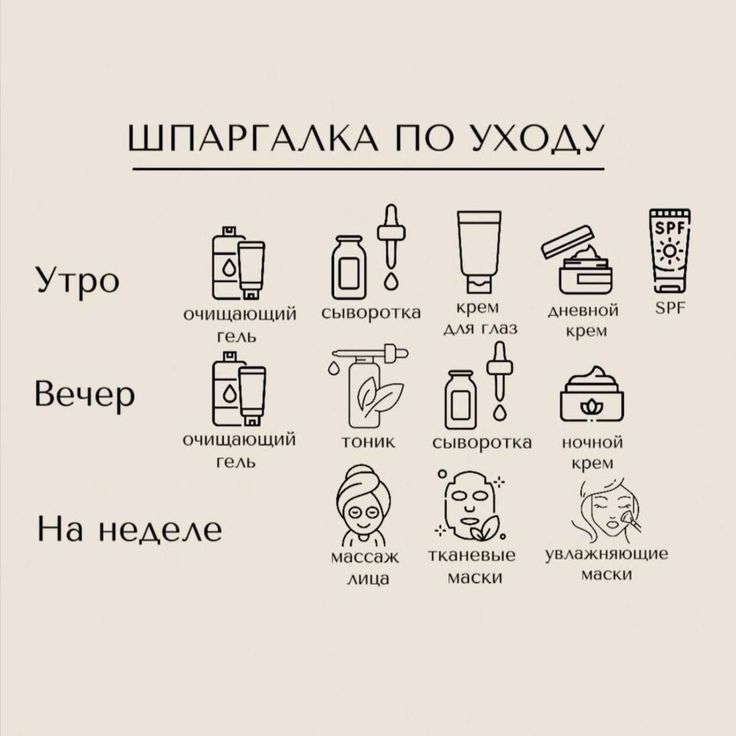 ШПАРГАЛКА ПО УХОДУ
Утро
очищающий
гель
сыворотка
крем
для глаз
дневной
крем
SPF
SPF
Вечер
очищающий
гель
тоник
сыворотка
ночной
крем
На неделе
массаж
лица
тканевые
маски
увлажняющие
маски